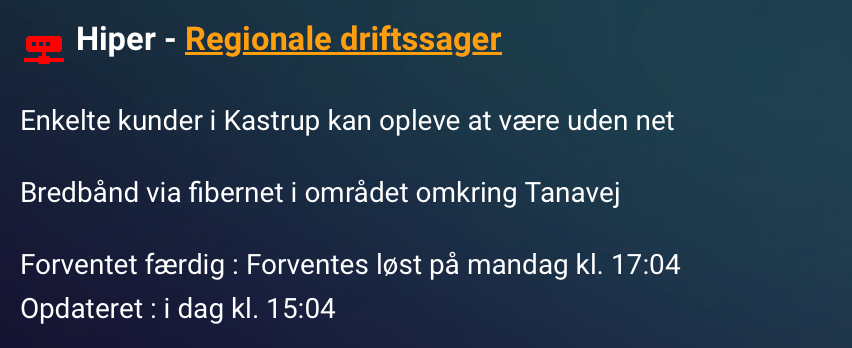 Hiper - Regionale driftssager
Enkelte kunder i Kastrup kan opleve at være uden net
Bredbånd via fibernet i området omkring Tanavej
Forventet færdig : Forventes løst på mandag kl. 17:04
Opdateret : i dag kl. 15:04